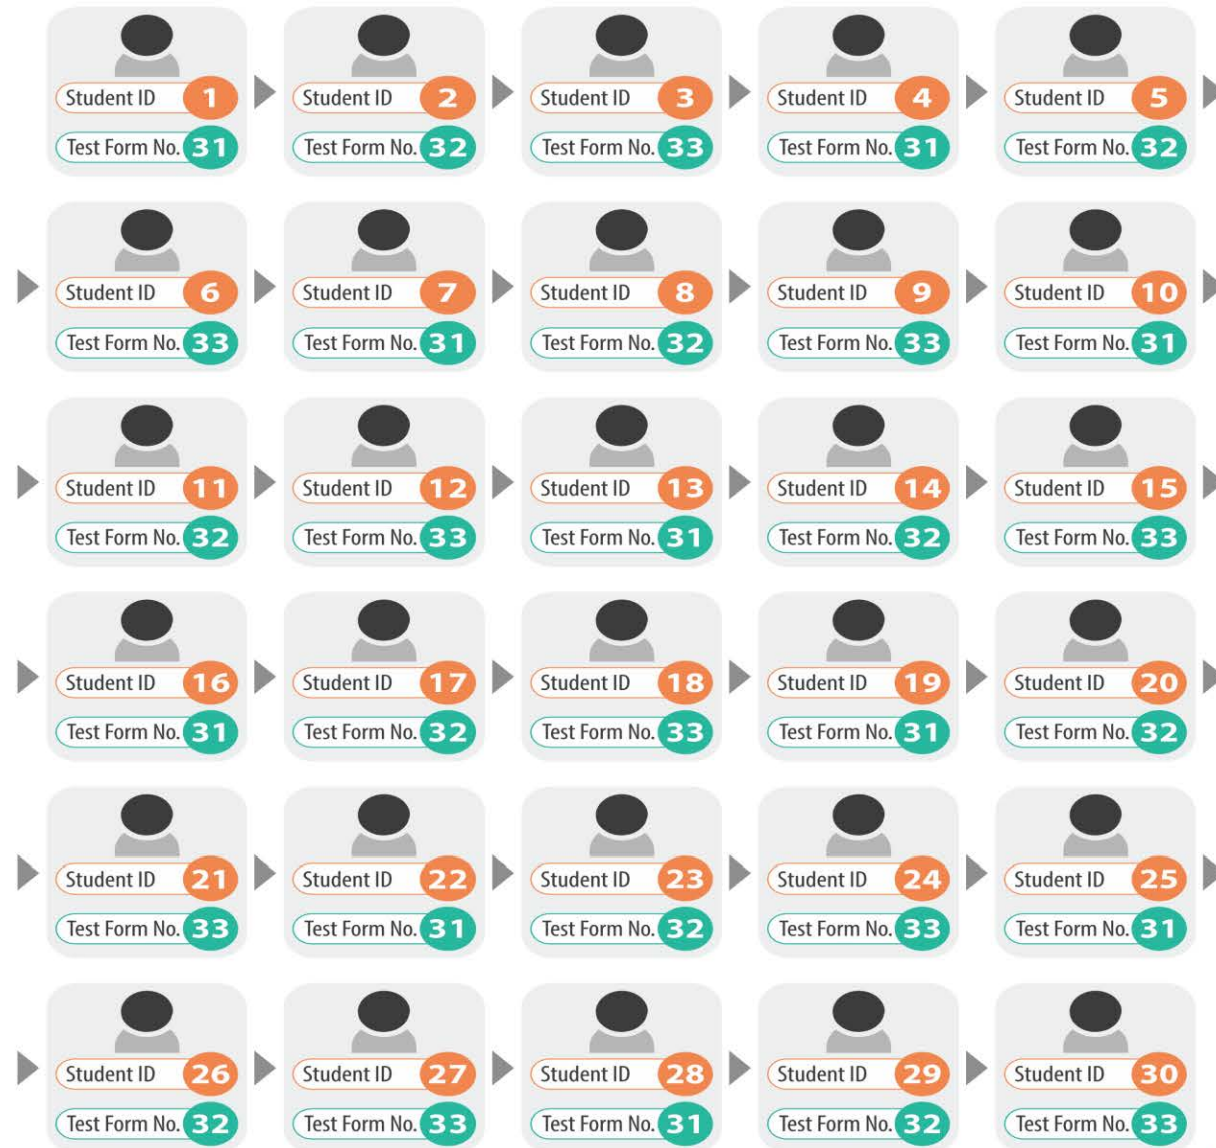 Student ID 1 Student ID 2 Student ID 3 Student ID 4 Student ID 5
Test Form No. 31 Test Form No. 32 Test Form No. 33 Test Form No. 31 Test Form No. 32
Student ID 6 Student ID 7 Student ID 8 Student ID 9 Student ID 10
Test Form No. 33 Test Form No. 31 Test Form No. 32 Test Form No. 33 Test Form No. 31
Student ID 11 Student ID 12 Student ID 13 Student ID 14 Student ID 15
Test Form No. 32 Test Form No. 33 Test Form No. 31 Test Form No. 32 Test Form No. 33
Student ID 16 Student ID 17 Student ID 18 Student ID 19 Student ID 20
Test Form No. 31 Test Form No. 32 Test Form No. 33 Test Form No. 31 Test Form No. 32
Student ID 21 Student ID 22 Student ID 23 Student ID 24 Student ID 25
Test Form No. 33 Test Form No. 31 Test Form No. 32 Test Form No. 33 Test Form No. 31
Student ID 26 Student ID 27 Student ID 28 Student ID 29 Student ID 30
Test Form No. 32 Test Form No. 33 Test Form No. 31 Test Form No. 32 Test Form No. 33